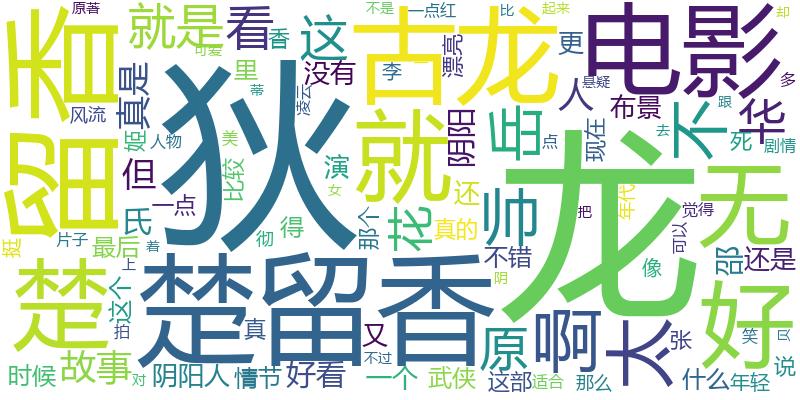 原著
就是
看
可爱
香
里
这
没有
古龙
不是
一点红
李
漂亮
比
起来
更
电影
却
留香
真是
风流
狄
蒂
凌云
悬疑
多
人
布景
华
跟
不
姬
人物
美
但
比较
演
就
阴阳
岳
现在
点
去
死
剧情
氏
一点
女
那个
花
还
真的
帅
龙
把
年代
觉得
无
挺
片子
着
最后
得
彻
不错
阴
像
可以
邵
还是
楚
上
这个
拍
楚留香
真
又
原
啊
太
张
好
笑
见
时候
故事
对
阴阳人
情节
好看
不过
一个
武侠
这部
适合
那么
什么
年轻
说